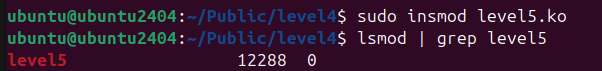 ubuntu@ubuntu2404:~/Public/level4$ sudo insmod level5.ko
ubuntu@ubuntu2404:~/Public/level4$ lsmod | grep level5
level5                 12288  0